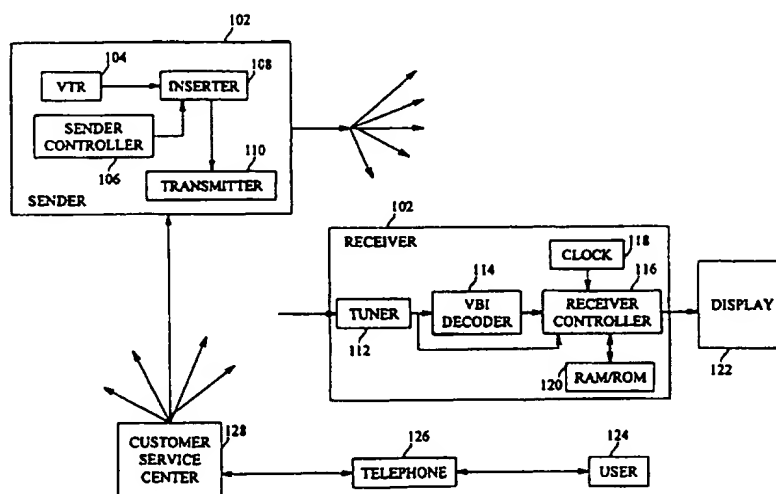 102
104
108
VTR
INSERTER
SENDER
CONTROLLER
106
110
TRANSMITTER
SENDER
102
RECEIVER
118
CLOCK
114
116
VBI
DECODER
RECEIVER
CONTROLLER
TUNER
112
DISPLAY
122
120
RAM/ROM
128
CUSTOMER
SERVICE
CENTER
126
TELEPHONE
124
USER